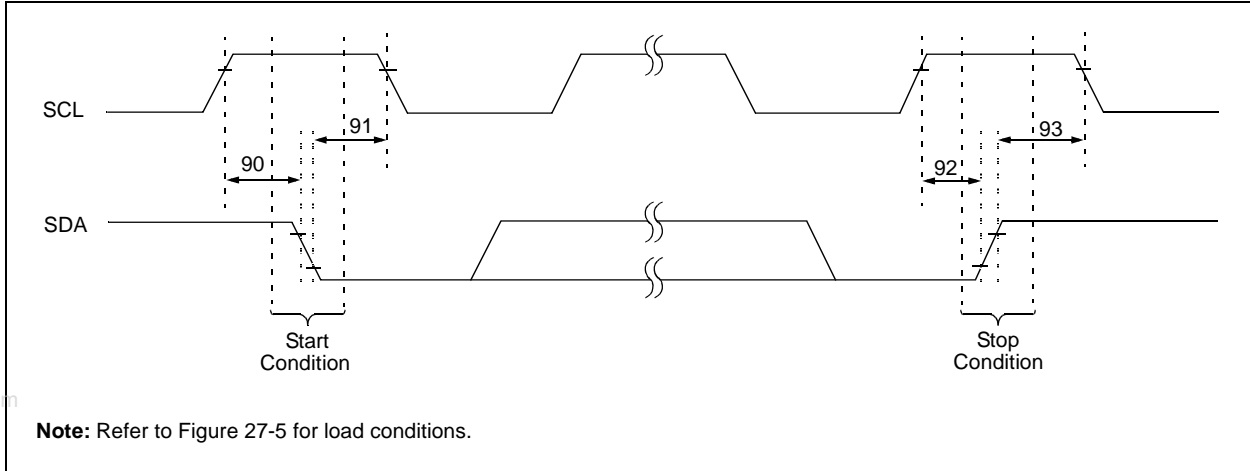 SCL
91
93
90
92
SDA
Start
Condition
Stop
Condition
m
Note: Refer to Figure 27-5 for load conditions.